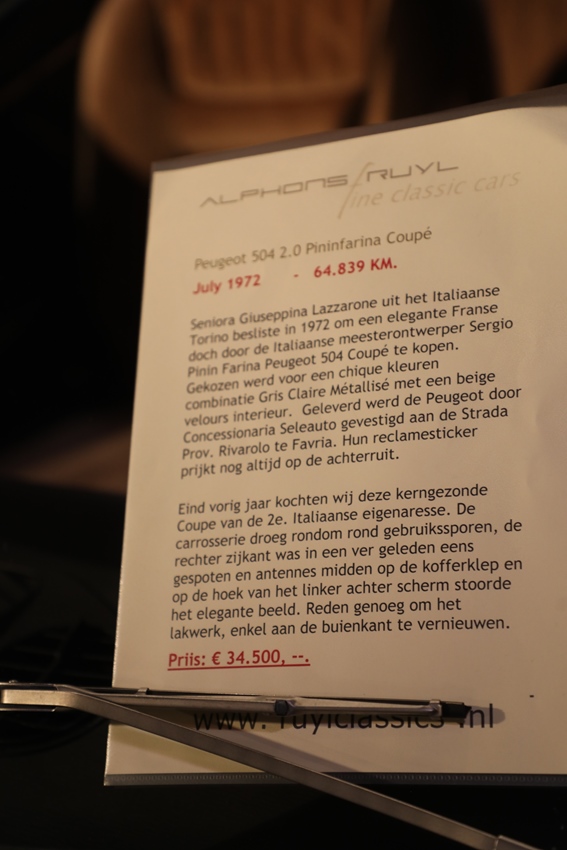 ALPHONS RUYL
fine classic cars
Peugeot 504 2.0 Pininfarina Coupé
July 1972 - 64.839 KM.
Seniora Giuseppina Lazzarone uit het Italiaanse
Torino besliste in 1972 om een elegante Franse
doch door de Italiaanse meesterontwerper Sergio
Pinin Farina Peugeot 504 Coupé te kopen.
Gekozen werd voor een chique kleuren
combinatie Gris Claire Métallisé met een beige
velours interieur. Geleverd werd de Peugeot door
Concessionaria Seleauto gevestigd aan de Strada
Prov. Rivarolo te Favria. Hun reclamesticker
prijkt nog altijd op de achterruit.
Eind vorig jaar kochten wij deze kerngezonde
Coupe van de 2e. Italiaanse eigenaresse. De
carrosserie droeg rondom rond gebruikssporen, de
rechter zijkant was in een ver geleden eens
gespoten en antennes midden op de kofferklep en
op de hoek van het linker achter scherm stoorde
het elegante beeld. Reden genoeg om het
lakwerk, enkel aan de buienkant te vernieuwen.
Prijs: € 34.500, --.
www.ruylclassics.nl